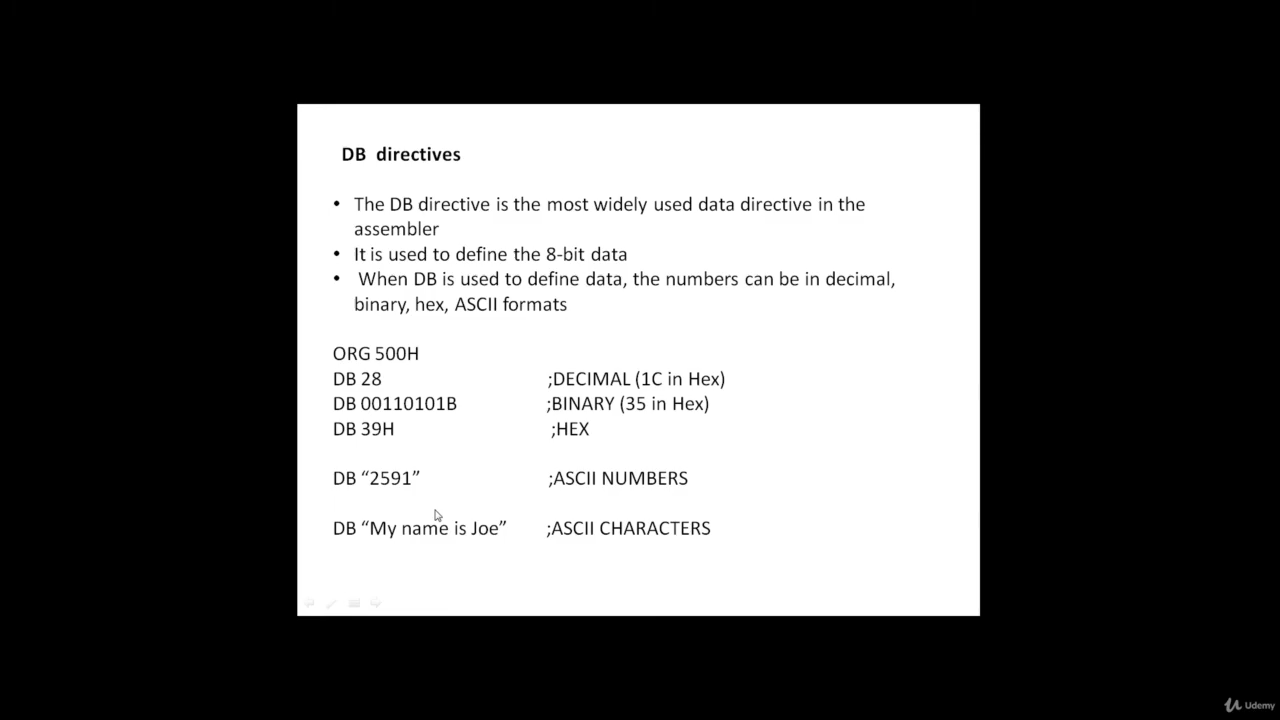 DB directives
• The DB directive is the most widely used data directive in the
assembler
• It is used to define the 8-bit data
• When DB is used to define data, the numbers can be in decimal,
binary, hex, ASCII formats
ORG 500H
DB 28 ;DECIMAL (1C in Hex)
DB 00110101B ;BINARY (35 in Hex)
DB 39H ;HEX
DB “2591” ;ASCII NUMBERS
DB “My name is Joe” ;ASCII CHARACTERS
Udemy